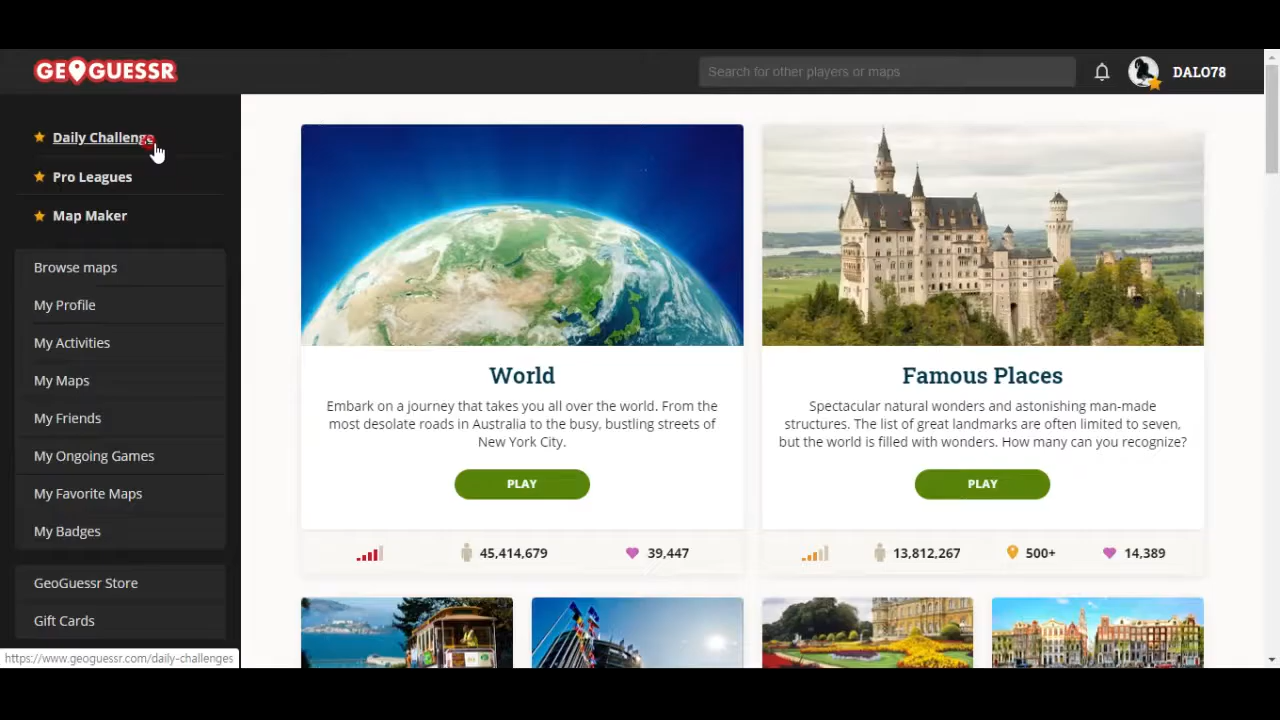 GEOGUESSR
Search for other players or maps
DALO78
Daily Challenge
Pro Leagues
Map Maker
Browse maps
My Profile
My Activities
My Maps
My Friends
My Ongoing Games
My Favorite Maps
My Badges
GeoGuessr Store
Gift Cards
https://www.geoguessr.com/daily-challenges
World
Embark on a journey that takes you all over the world. From the
most desolate roads in Australia to the busy, bustling streets of
New York City.
PLAY
45,414,679
39,447
Famous Places
Spectacular natural wonders and astonishing man-made
structures. The list of great landmarks are often limited to seven,
but the world is filled with wonders. How many can you recognize?
PLAY
13,812,267
500+
14,389